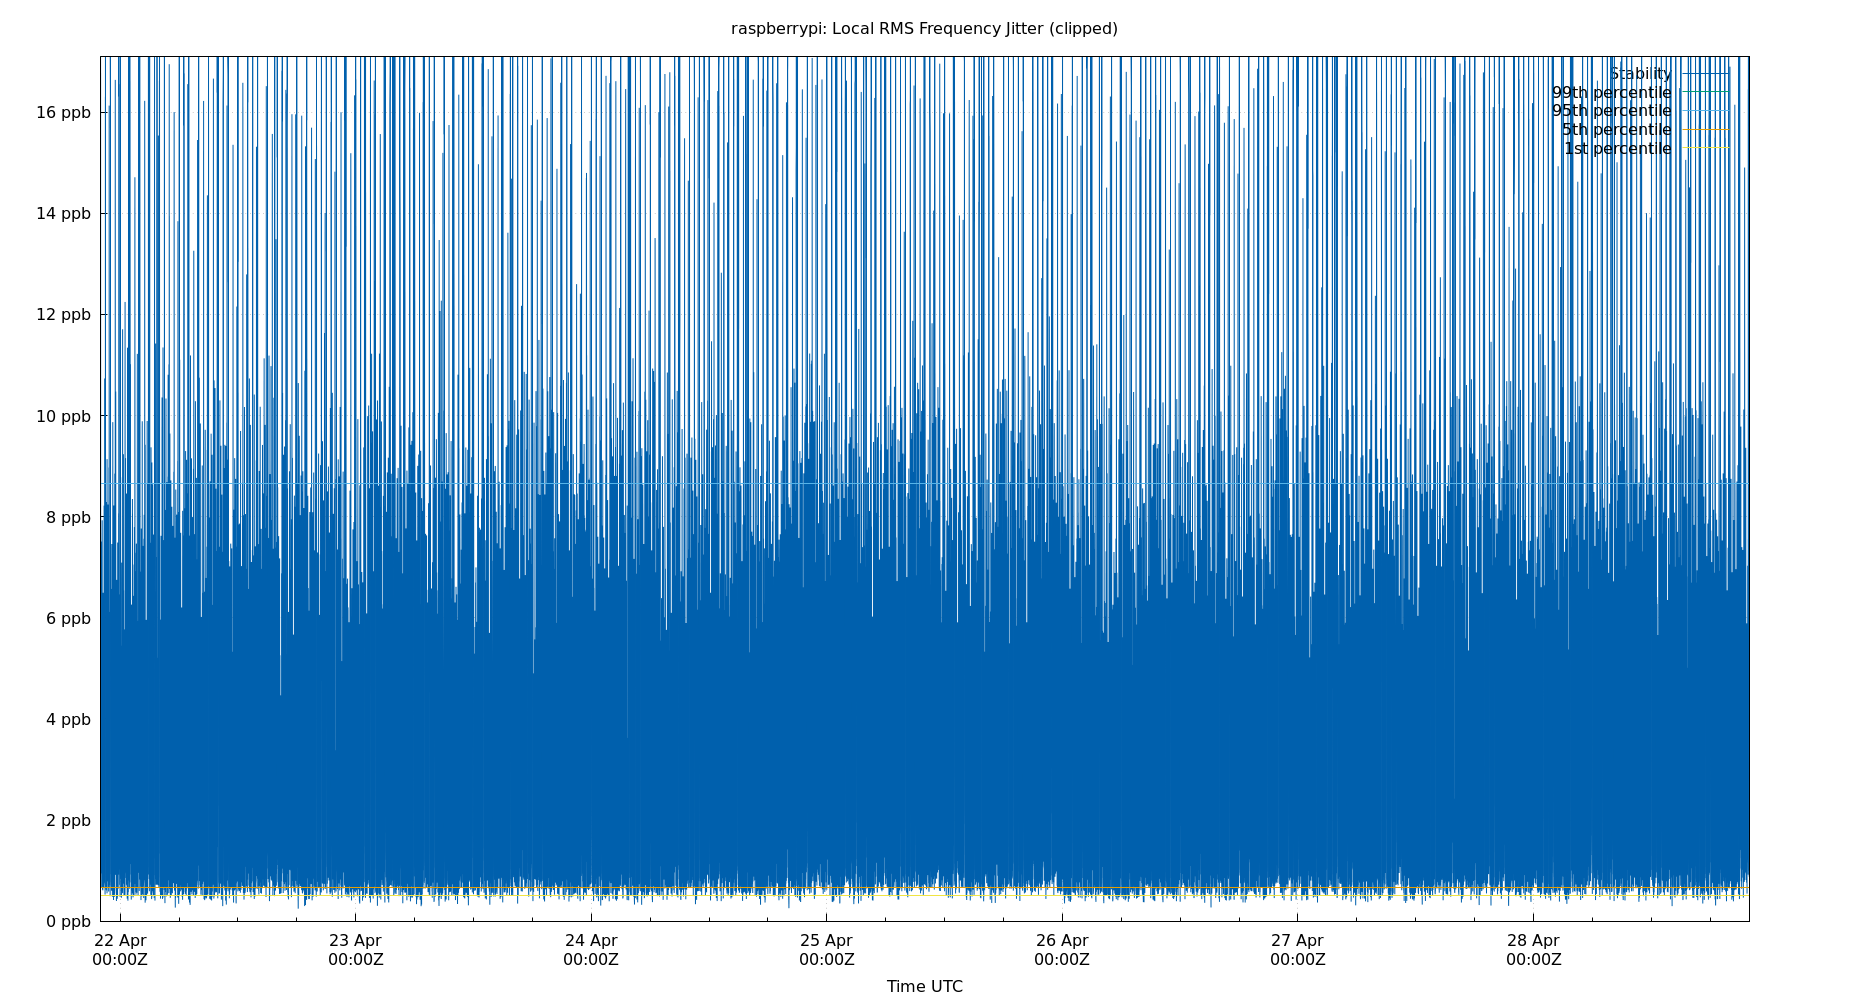 raspberrypi: Local RMS Frequency Jitter (clipped)
Stability
99th percentile
95th percentile
5th percentile
1st percentile
16 ppb
14 ppb
12 ppb
10 ppb
8 ppb
6 ppb
4 ppb
2 ppb
0 ppb
22 Apr 23 Apr 24 Apr 25 Apr 26 Apr 27 Apr 28 Apr
00:00Z 00:00Z 00:00Z 00:00Z 00:00Z 00:00Z 00:00Z
Time UTC